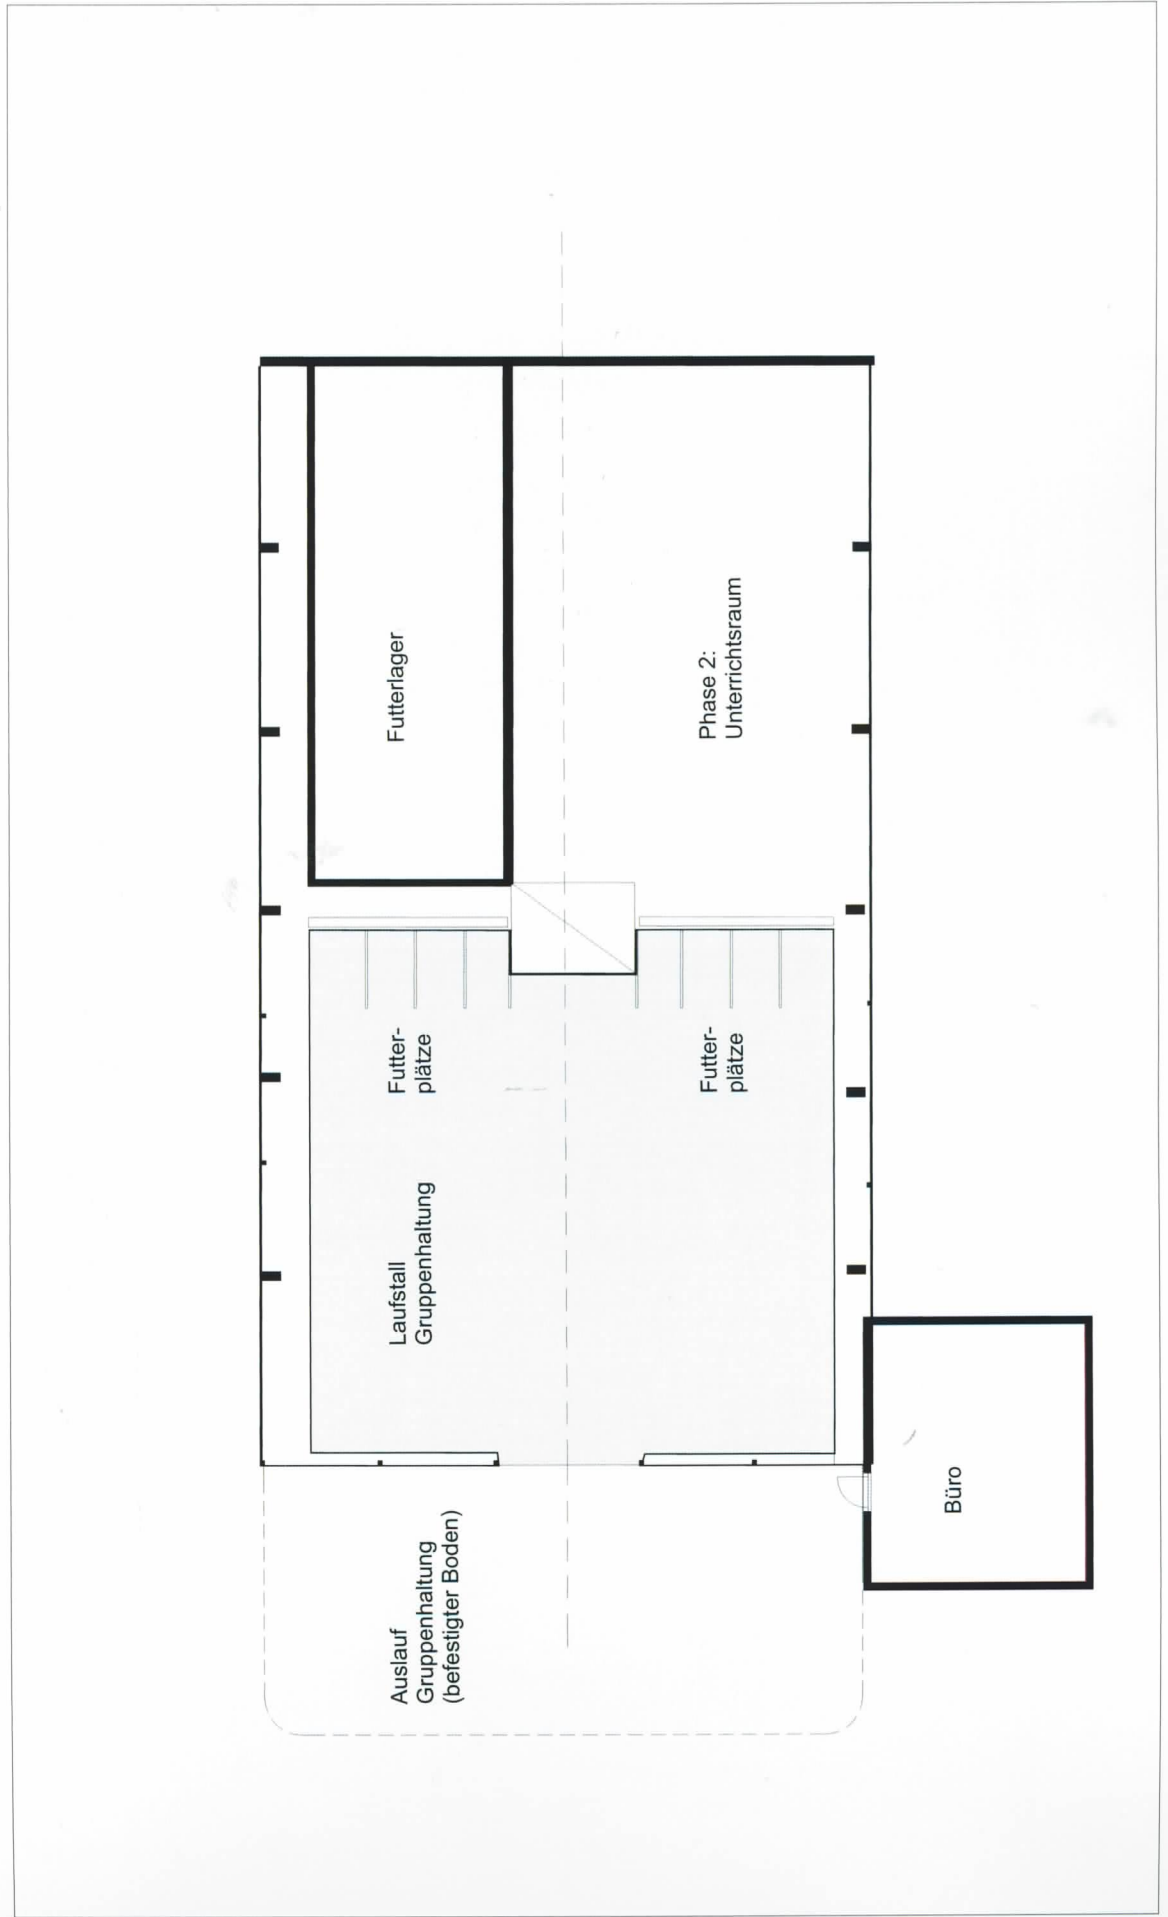 Auslauf
Gruppenhaltung
(befestigter Boden)
Laufstall
Gruppenhaltung
Futter-
plätze
Futterlager
Futter-
plätze
Phase 2:
Unterrichtsraum
Büro